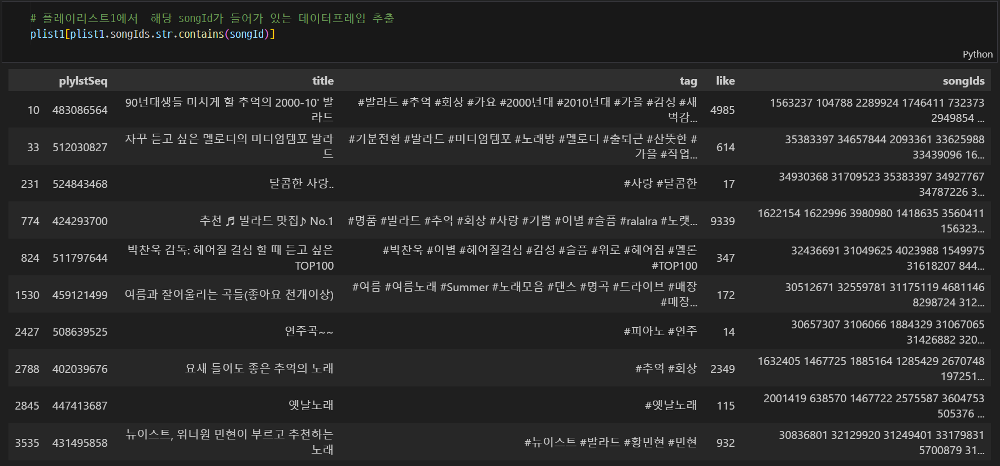 # 플레이리스트1에서  해당 songId가 들어가 있는 데이터프레임 추출
plist1[plist1.songIds.str.contains(songId)]
Python
plylstSeq title tag like songIds
10 483086564 90년대생들 미치게 할 추억의 2000-10' 발라드 #발라드 #추억 #회상 #가요 #2000년대 #2010년대 #가을 #감성 #새벽감... 4985 1563237 104788 2289924 1746411 732373 2949854 ...
33 512030827 자꾸 듣고 싶은 멜로디의 미디엄템포 발라드 #기분전환 #발라드 #미디엄템포 #노래방 #멜로디 #출퇴근 #산뜻한 #가을 #작업... 614 35383397 34657844 2093361 33625988 33439096 16...
231 524843468 달콤한 사랑.. #사랑 #달콤한 17 34930368 31709523 35383397 34927767 34787226 3...
774 424293700 추천 ♬ 발라드 맛집♪ No.1 #명품 #발라드 #추억 #회상 #사랑 #기쁨 #이별 #슬픔 #ralalra #노랫... 9339 1622154 1622996 3980980 1418635 3560411 156323...
824 511797644 박찬욱 감독: 헤어질 결심 할 때 듣고 싶은 TOP100 #박찬욱 #이별 #헤어질결심 #감성 #슬픔 #위로 #헤어짐 #멜론 #TOP100 347 32436691 31049625 4023988 1549975 31618207 844...
1530 459121499 여름과 잘어울리는 곡들(좋아요 천개이상) #여름 #여름노래 #Summer #노래모음 #댄스 #명곡 #드라이브 #매장 #매장... 172 30512671 32559781 31175119 4681146 8298724 312...
2427 508639525 연주곡~~ #피아노 #연주 14 30657307 3106066 1884329 31067065 31426882 320...
2788 402039676 요새 들어도 좋은 추억의 노래 #추억 #회상 2349 1632405 1467725 1885164 1285429 2670748 197251...
2845 447413687 옛날노래 #옛날노래 115 2001419 638570 1467722 2575587 3604753 505376 ...
3535 431495858 뉴이스트, 워너원 민현이 부르고 추천하는 노래 #뉴이스트 #발라드 #황민현 #민현 932 30836801 32129920 31249401 33179831 5700879 31...